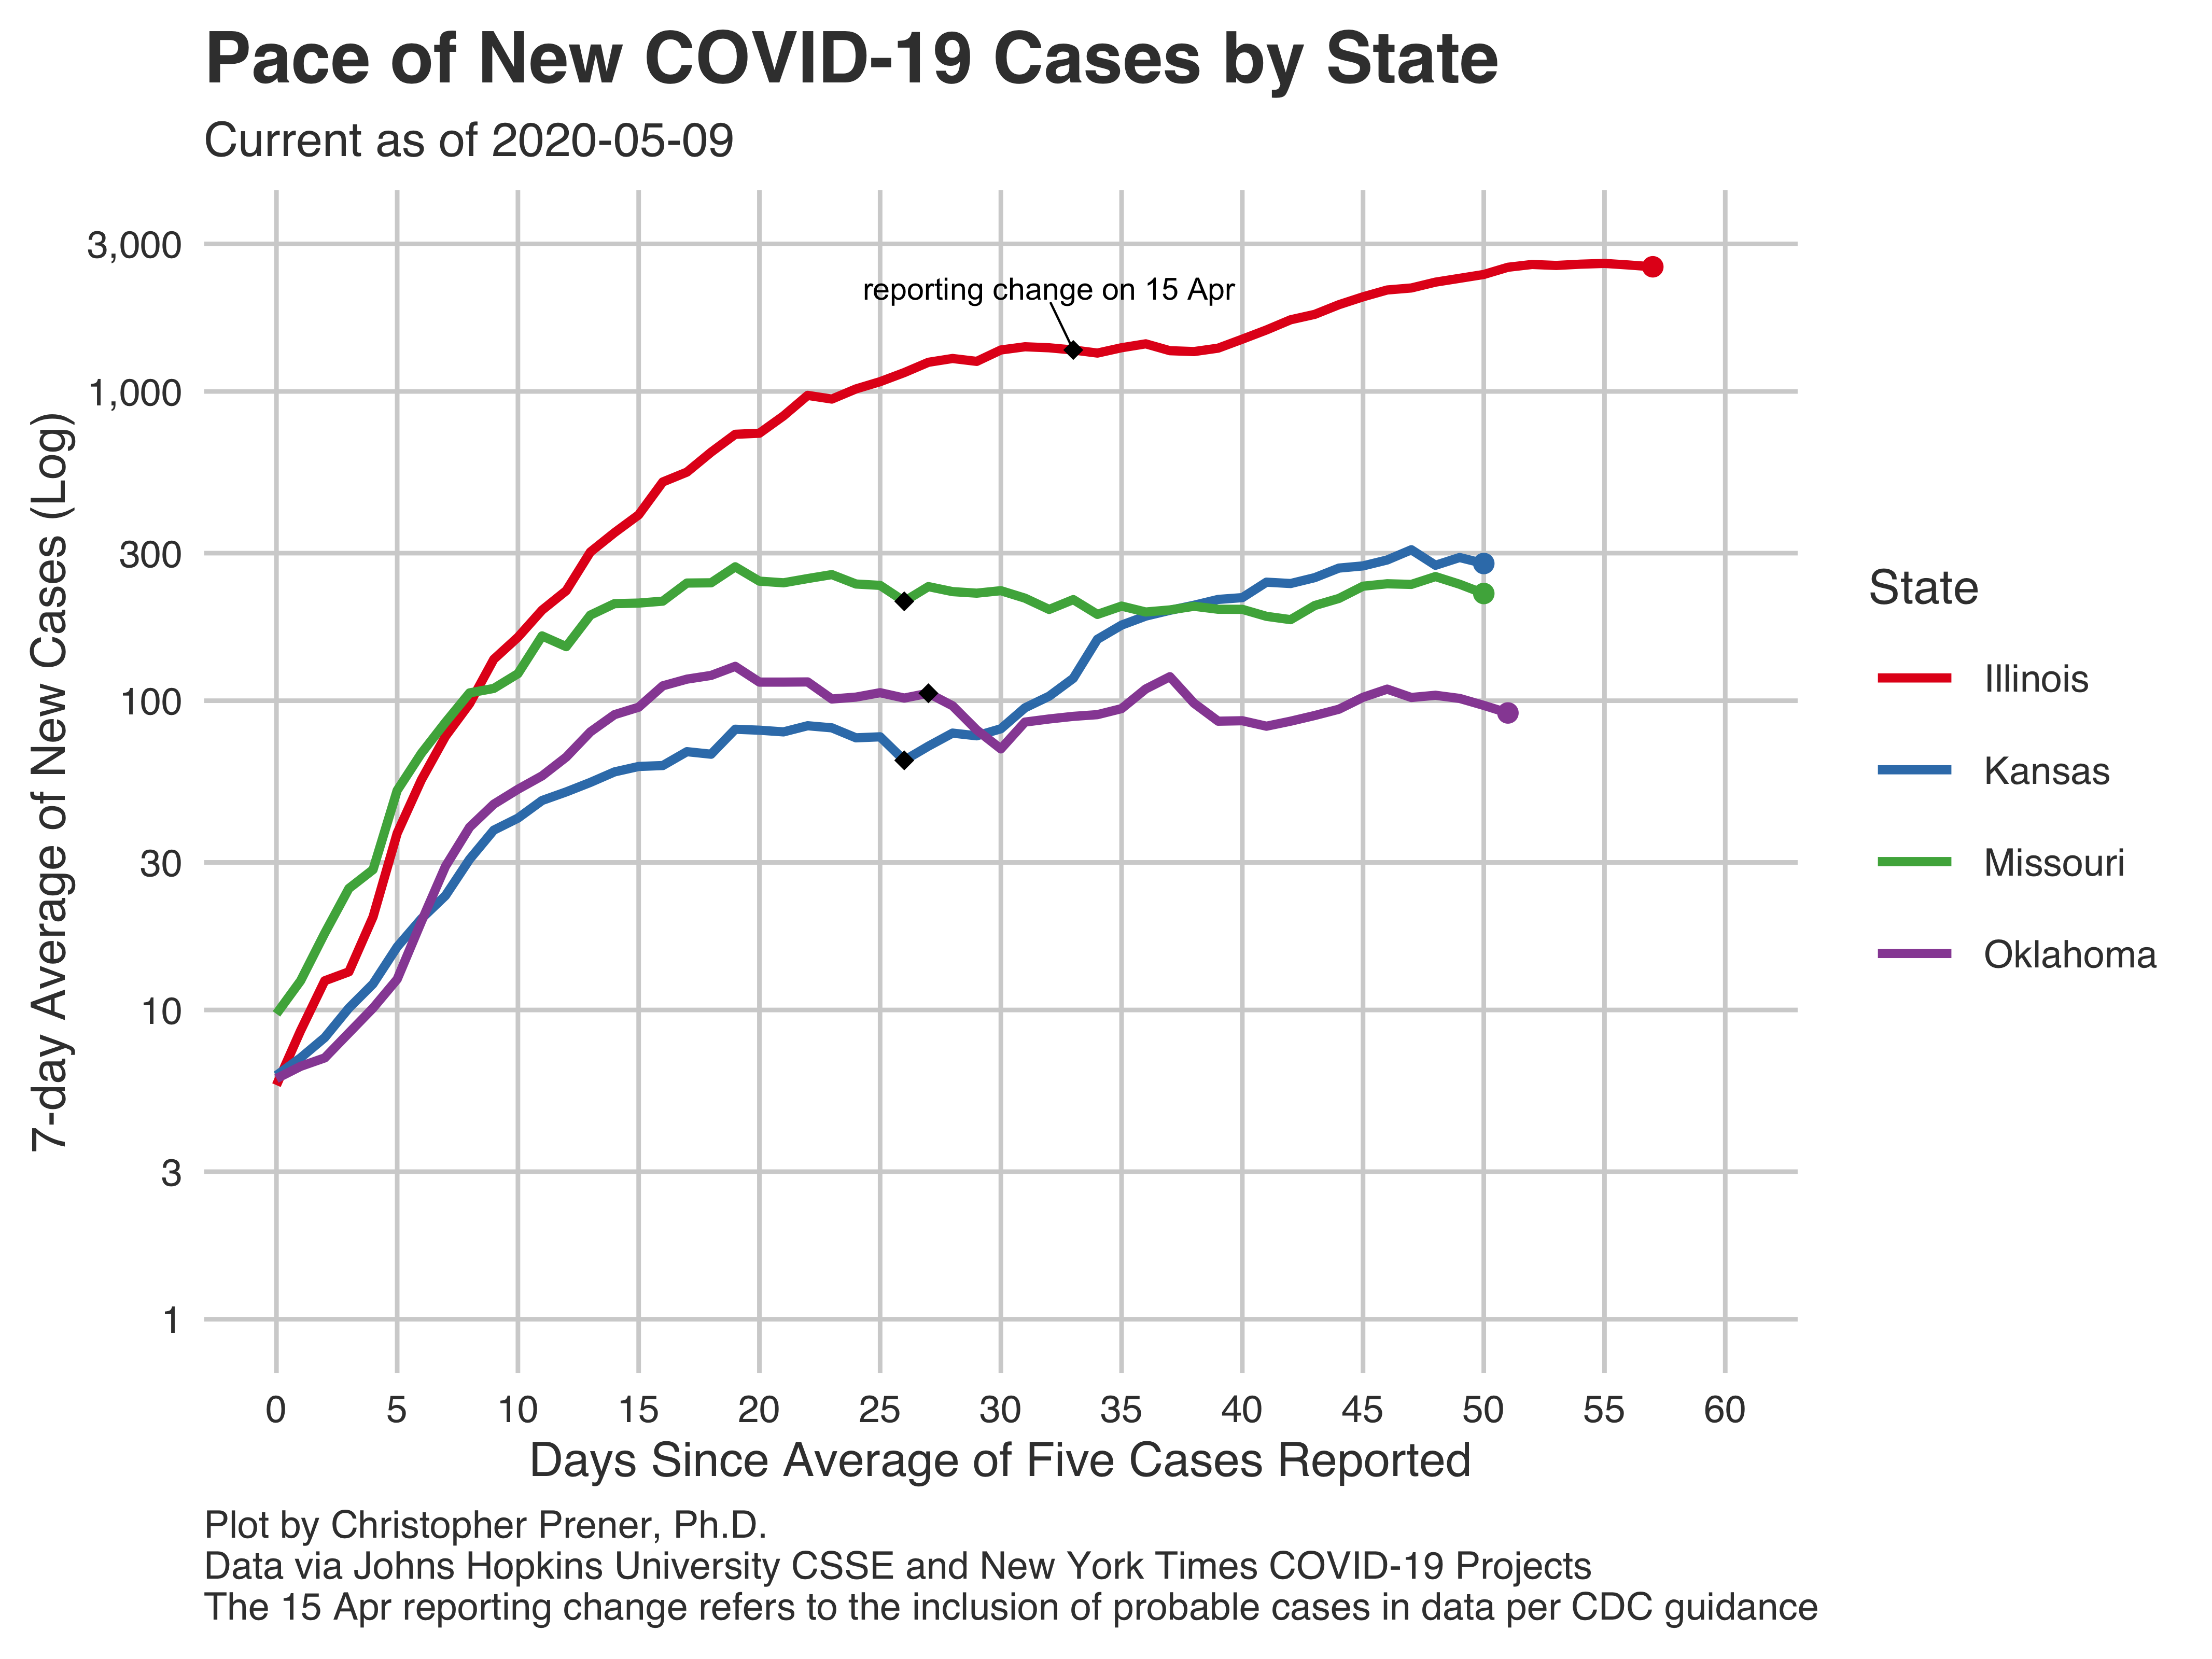 Pace of New COVID-19 Cases by State
Current as of 2020-05-09
7-day Average of New Cases (Log)
3,000
1,000
300
100
30
10
3
1
reporting change on 15 Apr
State
Illinois
Kansas
Missouri
Oklahoma
0 5 10 15 20 25 30 35 40 45 50 55 60
Days Since Average of Five Cases Reported
Plot by Christopher Prener, Ph.D.
Data via Johns Hopkins University CSSE and New York Times COVID-19 Projects
The 15 Apr reporting change refers to the inclusion of probable cases in data per CDC guidance